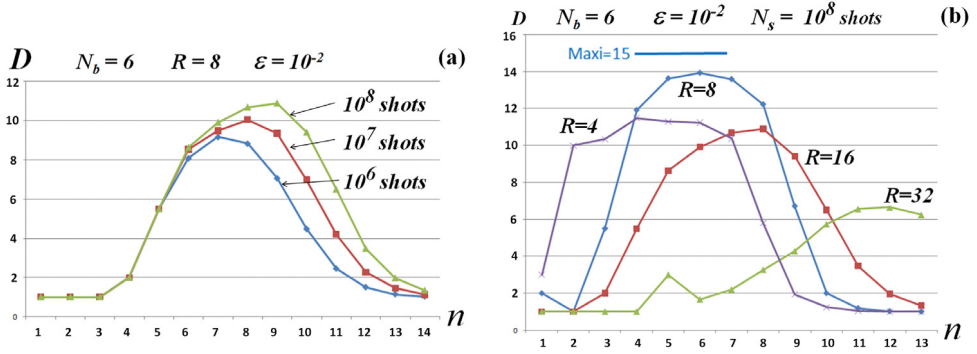 D N_b = 6 R = 8 ε = 10^-2 (a)
12
10
8
6
4
2
0
10^8 shots
10^7 shots
10^6 shots
1 2 3 4 5 6 7 8 9 10 11 12 13 14 n
D N_b = 6 ε = 10^-2 N_s = 10^8 shots (b)
16
14
12
10
8
6
4
2
0
Maxi=15
R=8
R=4
R=16
R=32
1 2 3 4 5 6 7 8 9 10 11 12 13 n